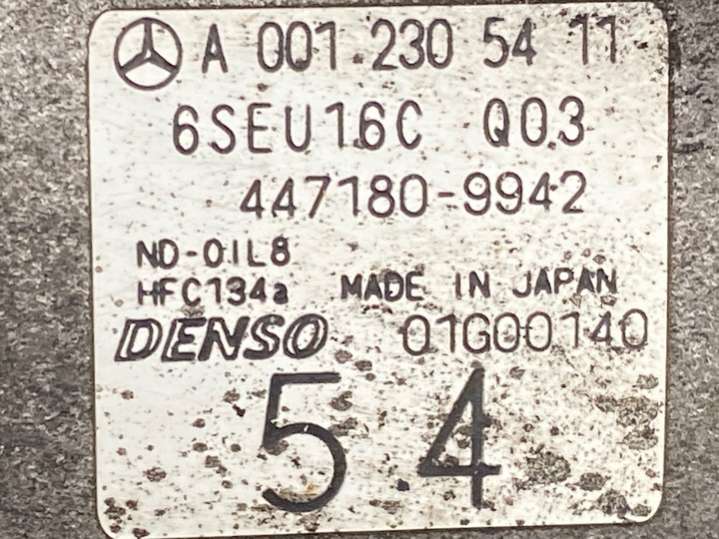 A 001 230 54 11
6SEU16C Q03
447180-9942
ND-OIL8
HFC134a MADE IN JAPAN
DENSO 01G00140
54